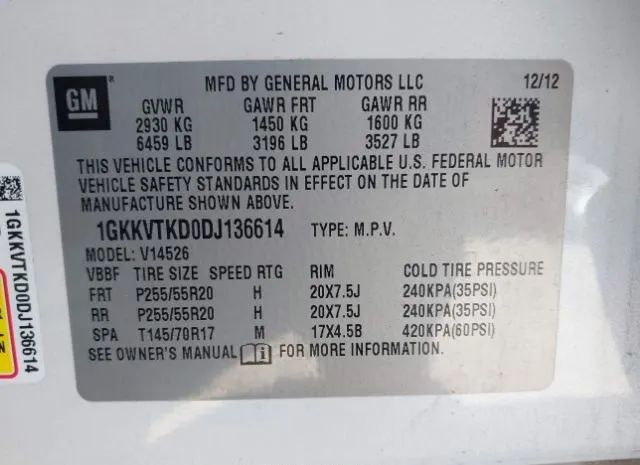 GM
MFD BY GENERAL MOTORS LLC 12/12
GVWR GAWR FRT GAWR RR
2930 KG 1450 KG 1600 KG
6459 LB 3196 LB 3527 LB
THIS VEHICLE CONFORMS TO ALL APPLICABLE U.S. FEDERAL MOTOR
VEHICLE SAFETY STANDARDS IN EFFECT ON THE DATE OF
MANUFACTURE SHOWN ABOVE.
1GKKVTKD0DJ136614 TYPE: M.P.V.
MODEL: V14526
VBBF TIRE SIZE SPEED RTG RIM COLD TIRE PRESSURE
FRT P255/55R20 H 20X7.5J 240KPA(35PSI)
RR P255/55R20 H 20X7.5J 240KPA(35PSI)
SPA T145/70R17 M 17X4.5B 420KPA(60PSI)
SEE OWNER'S MANUAL FOR MORE INFORMATION.
1GKKVTKD0DJ136614